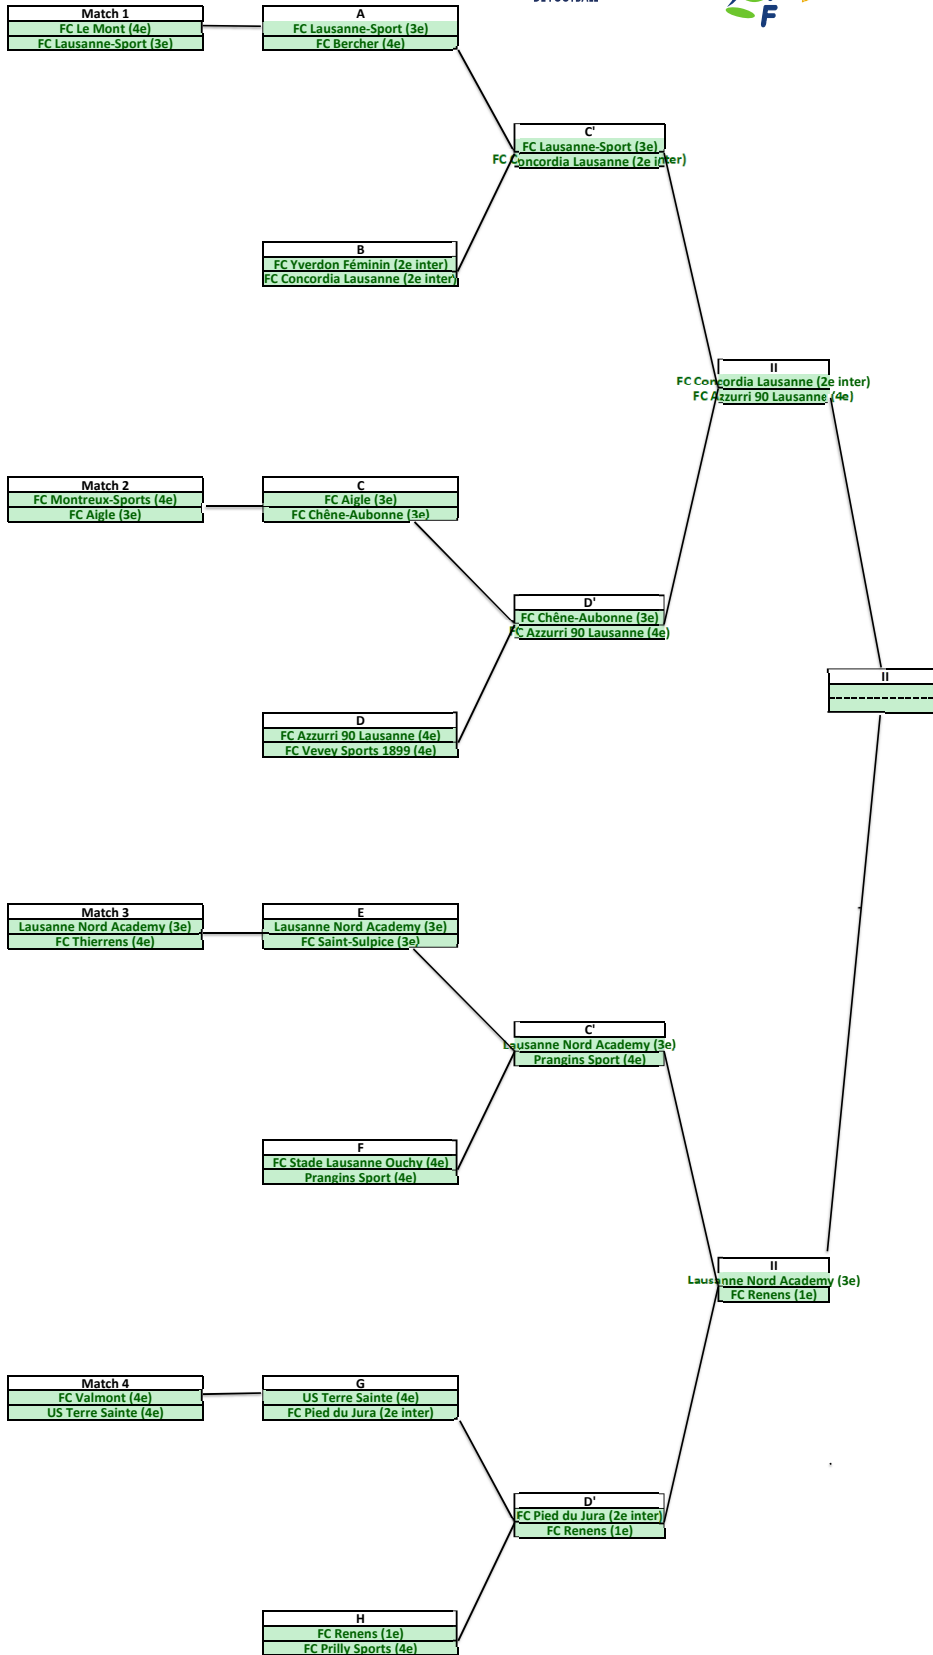 DE FOOTBALL
F
Match 1
FC Le Mont (4e)
FC Lausanne-Sport (3e)
A
FC Lausanne-Sport (3e)
FC Bercher (4e)
C'
FC Lausanne-Sport (3e)
FC Concordia Lausanne (2e inter)
B
FC Yverdon Féminin (2e inter)
FC Concordia Lausanne (2e inter)
II
FC Concordia Lausanne (2e inter)
FC Azzurri 90 Lausanne (4e)
Match 2
FC Montreux-Sports (4e)
FC Aigle (3e)
C
FC Aigle (3e)
FC Chêne-Aubonne (3e)
D'
FC Chêne-Aubonne (3e)
FC Azzurri 90 Lausanne (4e)
II
D
FC Azzurri 90 Lausanne (4e)
FC Vevey Sports 1899 (4e)
Match 3
Lausanne Nord Academy (3e)
FC Thierrens (4e)
E
Lausanne Nord Academy (3e)
FC Saint-Sulpice (3e)
C'
Lausanne Nord Academy (3e)
Prangins Sport (4e)
F
FC Stade Lausanne Ouchy (4e)
Prangins Sport (4e)
II
Lausanne Nord Academy (3e)
FC Renens (1e)
Match 4
FC Valmont (4e)
US Terre Sainte (4e)
G
US Terre Sainte (4e)
FC Pied du Jura (2e inter)
D'
FC Pied du Jura (2e inter)
FC Renens (1e)
H
FC Renens (1e)
FC Prilly Sports (4e)